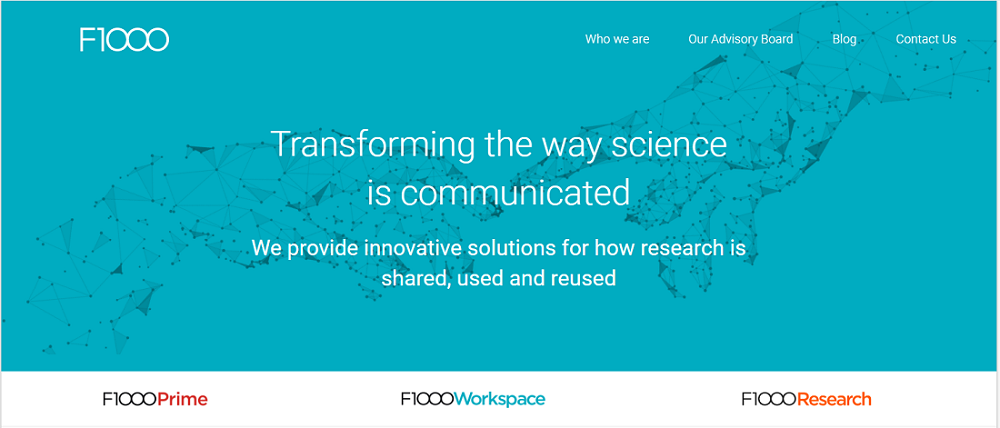 F1000
Who we are
Our Advisory Board
Blog
Contact Us
Transforming the way science
is communicated
We provide innovative solutions for how research is
shared, used and reused
F1000Prime
F1000Workspace
F1000Research